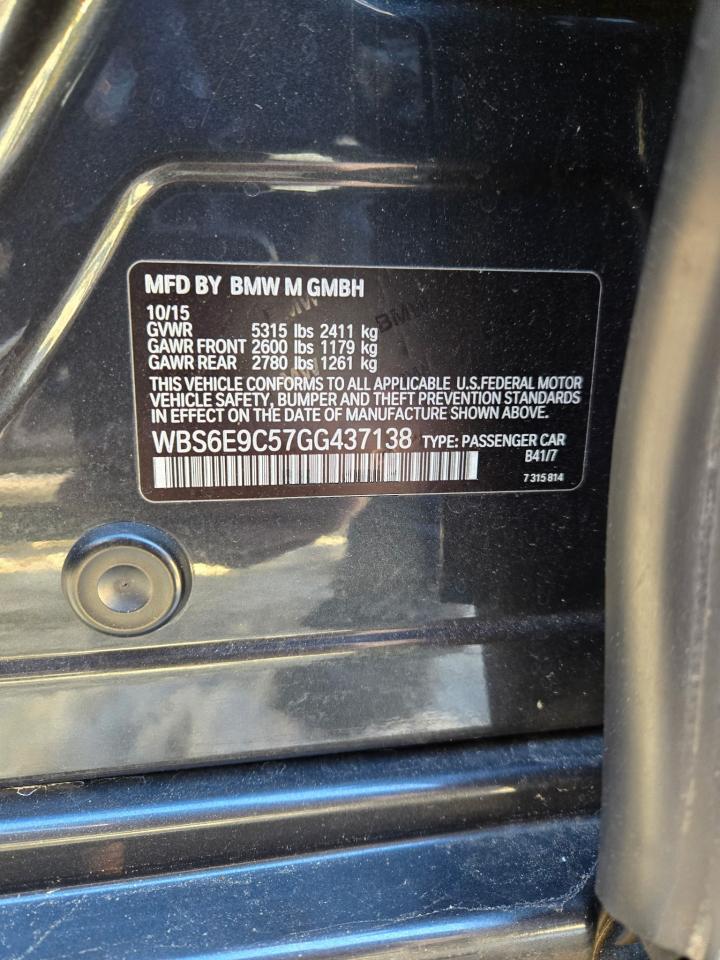 MFD BY BMW M GMBH
10/15
GVWR 5315 lbs 2411 kg
GAWR FRONT 2600 lbs 1179 kg
GAWR REAR 2780 lbs 1261 kg
THIS VEHICLE CONFORMS TO ALL APPLICABLE U.S.FEDERAL MOTOR
VEHICLE SAFETY, BUMPER AND THEFT PREVENTION STANDARDS
IN EFFECT ON THE DATE OF MANUFACTURE SHOWN ABOVE.
WBS6E9C57GG437138 TYPE: PASSENGER CAR
B41/7
7 315 814